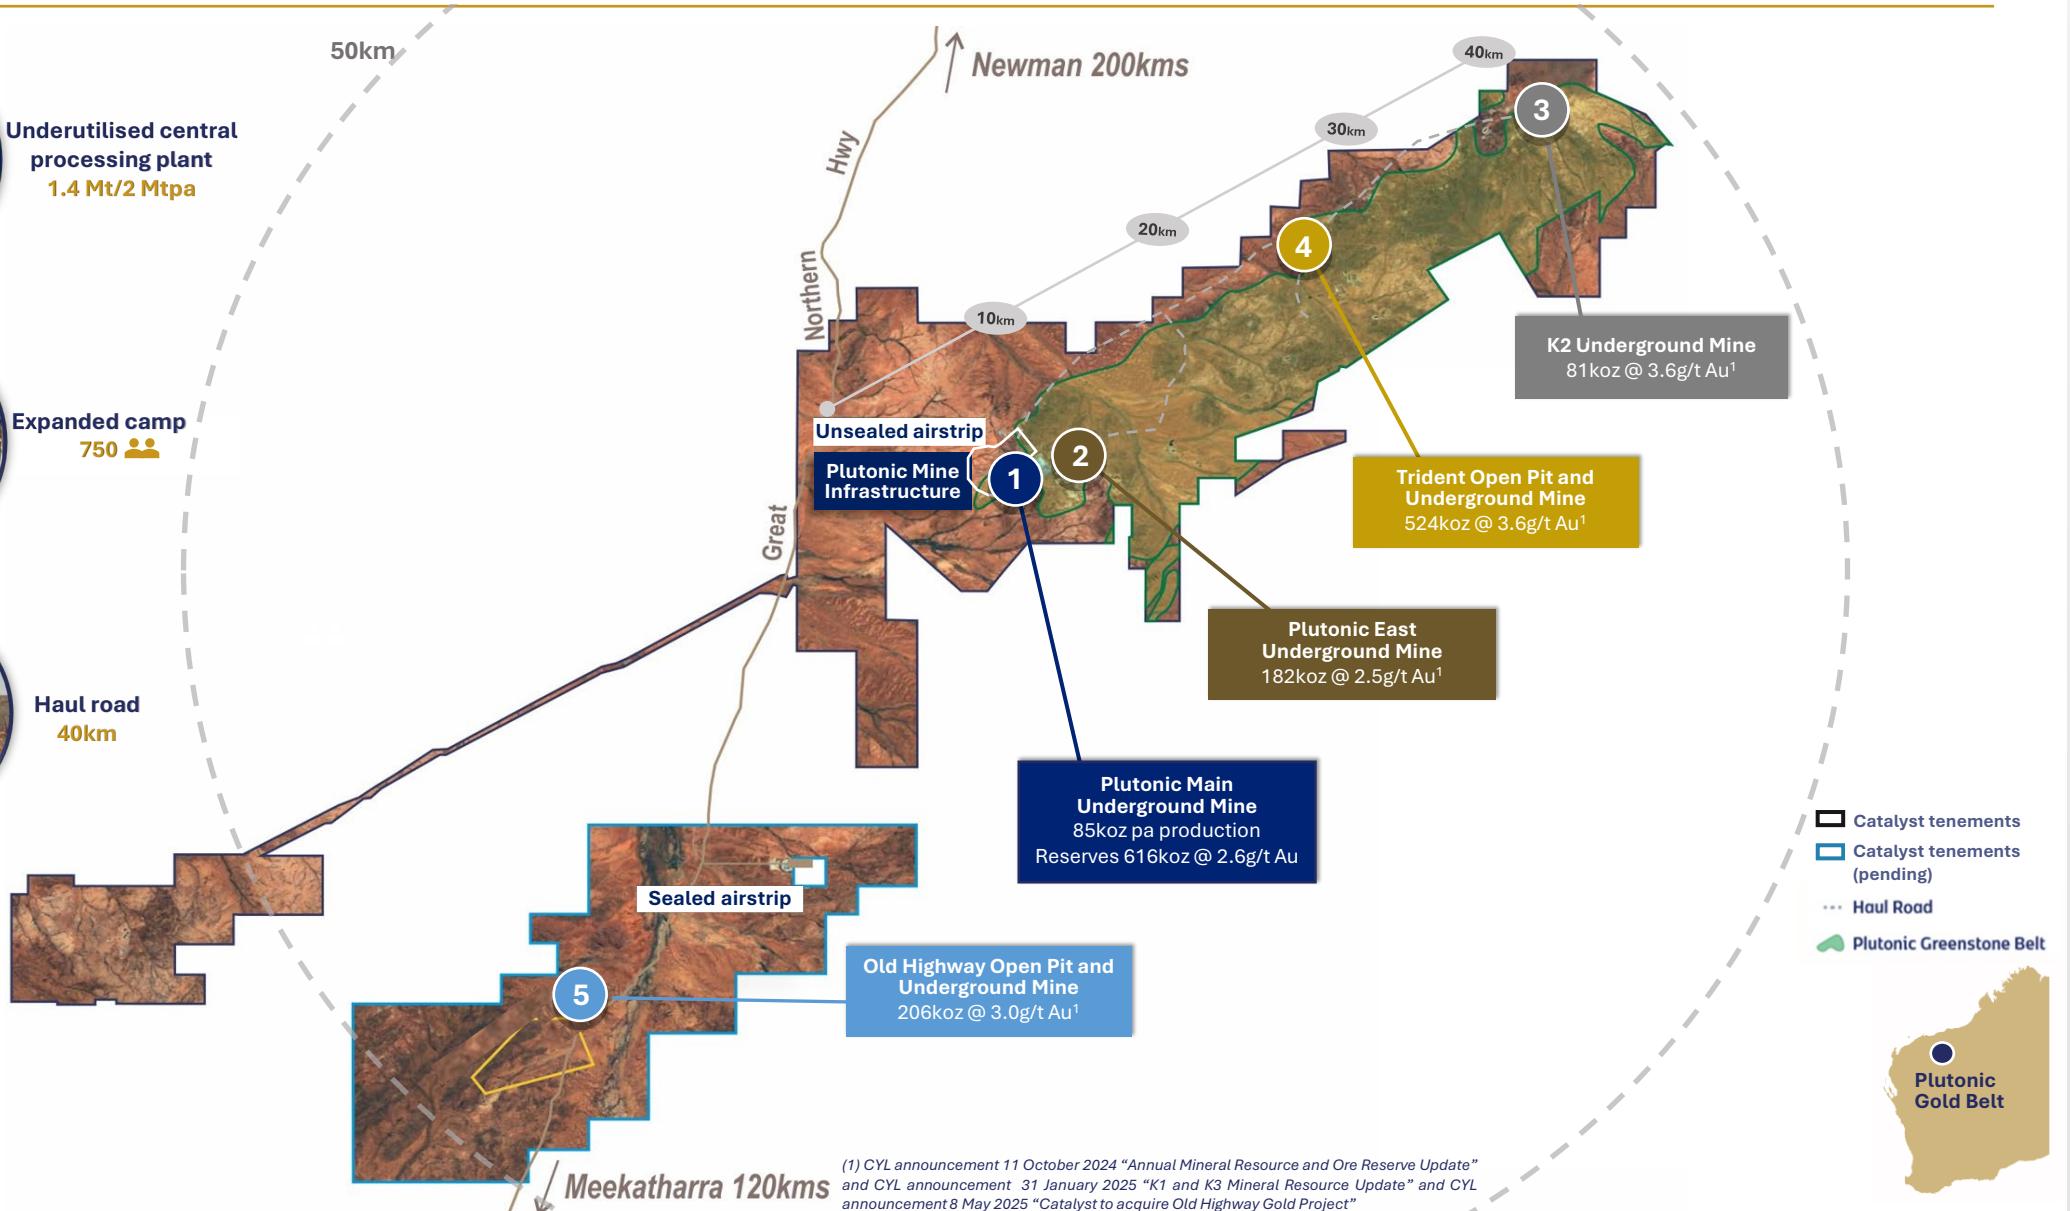 50km
Newman 200kms
40km
30km
20km
10km
3
4
Underutilised central
processing plant
1.4 Mt/2 Mtpa
Great Northern Hwy
K2 Underground Mine
81koz @ 3.6g/t Au1
Expanded camp
750
Unsealed airstrip
Plutonic Mine
Infrastructure
1
2
Trident Open Pit and
Underground Mine
524koz @ 3.6g/t Au1
Plutonic East
Underground Mine
182koz @ 2.5g/t Au1
Haul road
40km
Plutonic Main
Underground Mine
85koz pa production
Reserves 616koz @ 2.6g/t Au
Sealed airstrip
5
Old Highway Open Pit and
Underground Mine
206koz @ 3.0g/t Au1
Catalyst tenements
Catalyst tenements
(pending)
Haul Road
Plutonic Greenstone Belt
Plutonic
Gold Belt
Meekatharra 120kms
(1) CYL announcement 11 October 2024 “Annual Mineral Resource and Ore Reserve Update”
and CYL announcement 31 January 2025 “K1 and K3 Mineral Resource Update” and CYL
announcement 8 May 2025 “Catalyst to acquire Old Highway Gold Project”